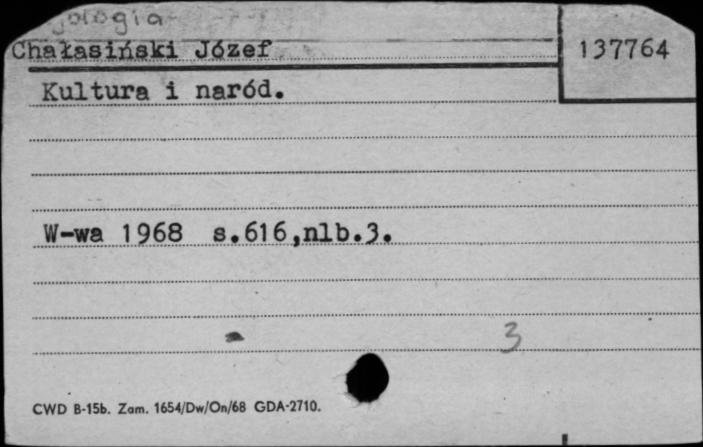 Chałasiński Józef
137764
Kultura i naród.
W-wa 1968 s.616,nlb.3.
3
CWD B-15b. Zam. 1654/Dw/On/68 GDA-2710.